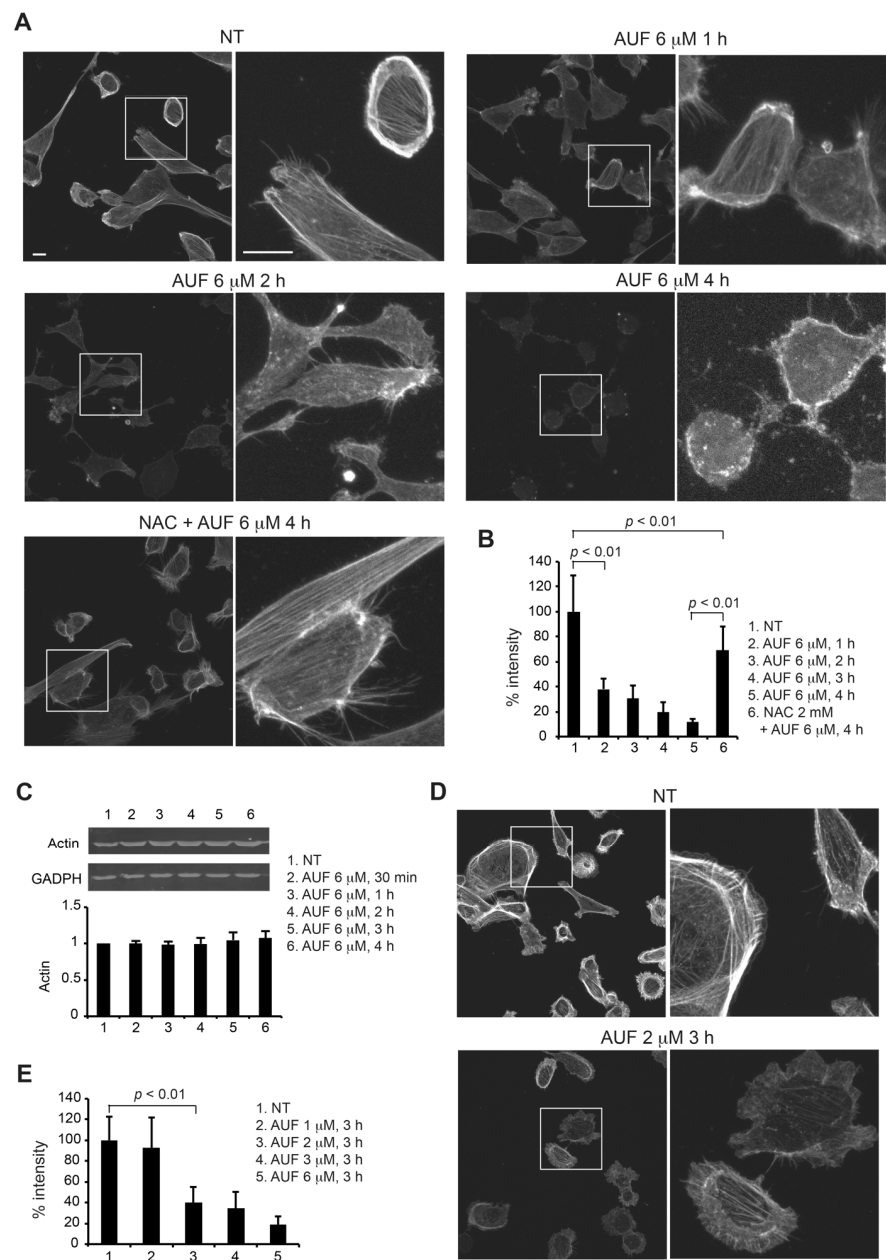 A
NT
AUF 6 μM 1 h
AUF 6 μM 2 h
AUF 6 μM 4 h
NAC + AUF 6 μM 4 h
B
p < 0.01
p < 0.01
p < 0.01
% intensity
140
120
100
80
60
40
20
0
1 2 3 4 5 6
1. NT
2. AUF 6 μM, 1 h
3. AUF 6 μM, 2 h
4. AUF 6 μM, 3 h
5. AUF 6 μM, 4 h
6. NAC 2 mM
+ AUF 6 μM, 4 h
C
1 2 3 4 5 6
Actin
GADPH
1. NT
2. AUF 6 μM, 30 min
3. AUF 6 μM, 1 h
4. AUF 6 μM, 2 h
5. AUF 6 μM, 3 h
6. AUF 6 μM, 4 h
Actin
1.5
1
0.5
0
1 2 3 4 5 6
D
NT
AUF 2 μM 3 h
E
p < 0.01
% intensity
140
120
100
80
60
40
20
0
1 2 3 4 5
1. NT
2. AUF 1 μM, 3 h
3. AUF 2 μM, 3 h
4. AUF 3 μM, 3 h
5. AUF 6 μM, 3 h